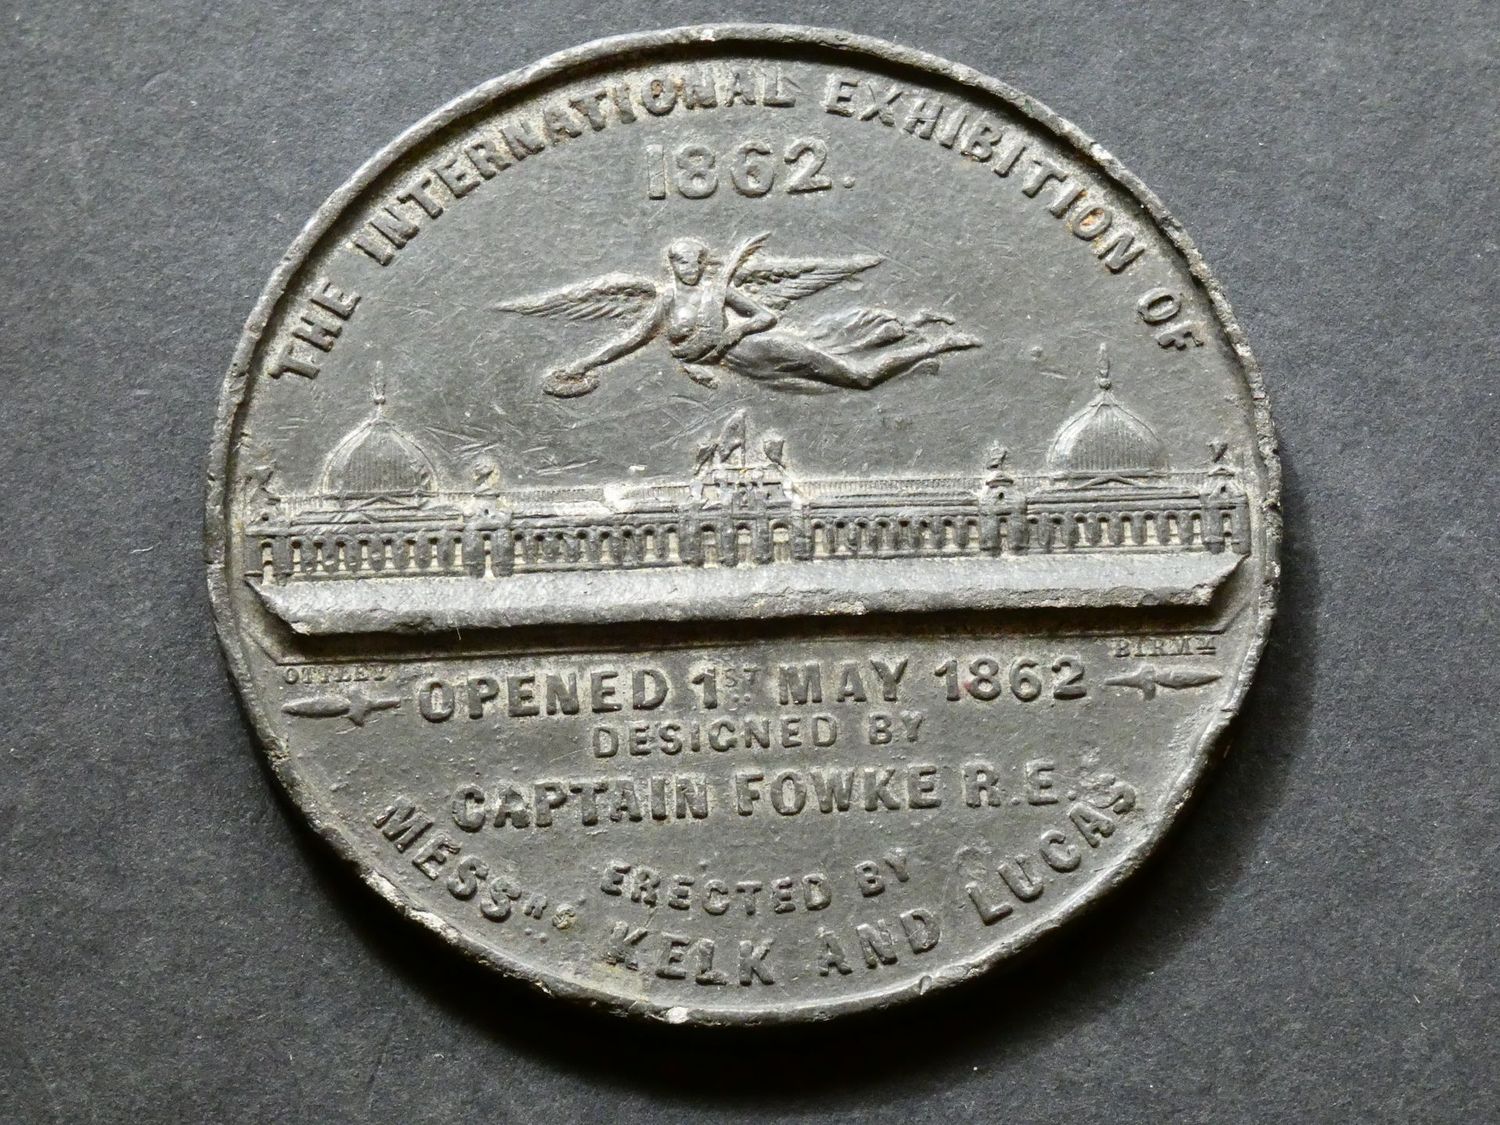 THE INTERNATIONAL EXHIBITION OF
1862.
OTTLEY
BIRMM
OPENED 1ST MAY 1862
DESIGNED BY
CAPTAIN FOWKE R.E.
ERECTED BY
MESSRS KELK AND LUCAS